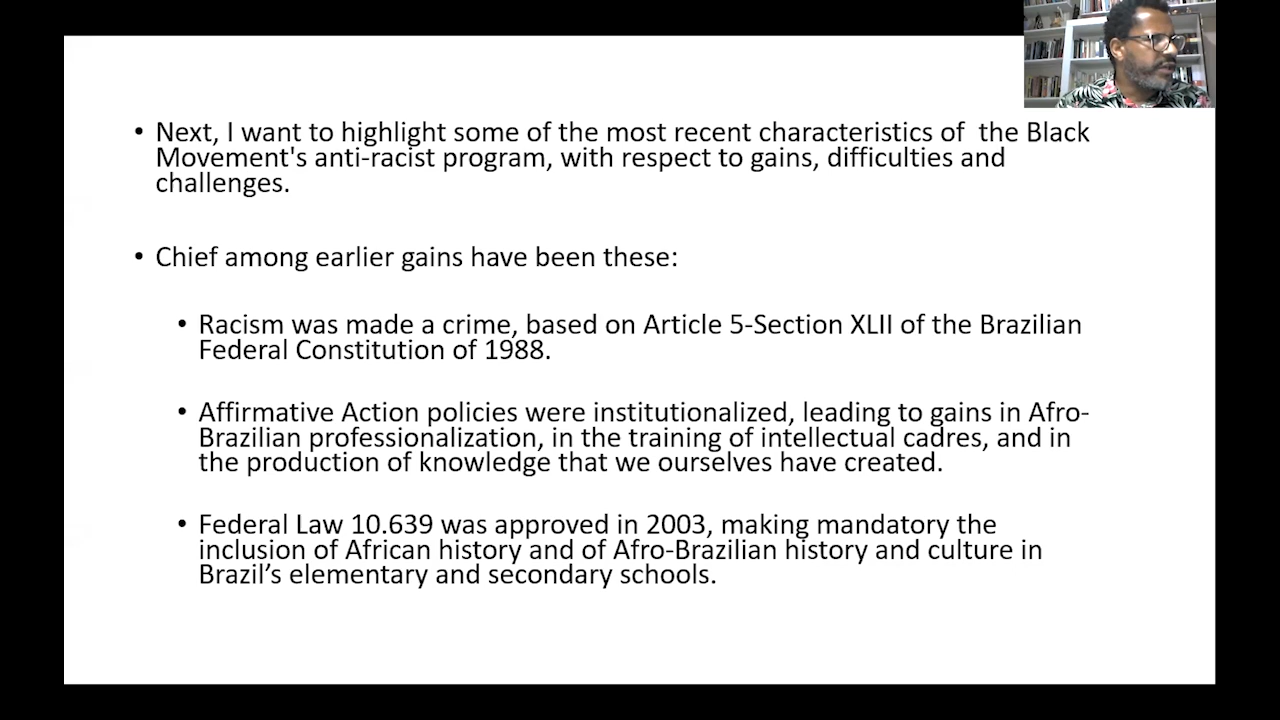 • Next, I want to highlight some of the most recent characteristics of  the Black
Movement's anti-racist program, with respect to gains, difficulties and
challenges.
• Chief among earlier gains have been these:
• Racism was made a crime, based on Article 5-Section XLII of the Brazilian
Federal Constitution of 1988.
• Affirmative Action policies were institutionalized, leading to gains in Afro-
Brazilian professionalization, in the training of intellectual cadres, and in
the production of knowledge that we ourselves have created.
• Federal Law 10.639 was approved in 2003, making mandatory the
inclusion of African history and of Afro-Brazilian history and culture in
Brazil’s elementary and secondary schools.